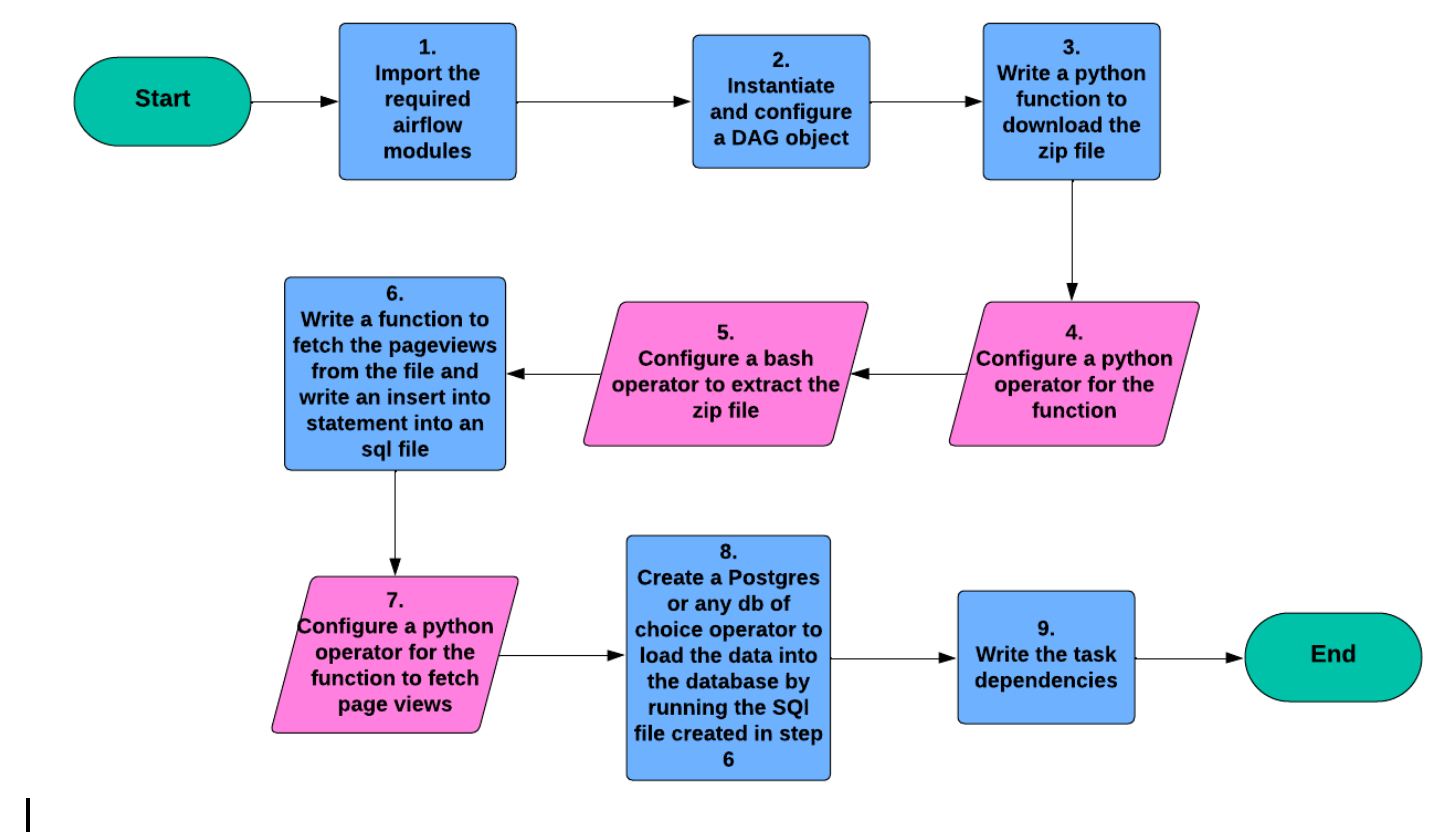 Start
1.
Import the
required
airflow
modules
2.
Instantiate
and configure
a DAG object
3.
Write a python
function to
download the
zip file
4.
Configure a python
operator for the
function
5.
Configure a bash
operator to extract the
zip file
6.
Write a function to
fetch the pageviews
from the file and
write an insert into
statement into an
sql file
7.
Configure a python
operator for the
function to fetch
page views
8.
Create a Postgres
or any db of
choice operator to
load the data into
the database by
running the SQl
file created in step
6
9.
Write the task
dependencies
End